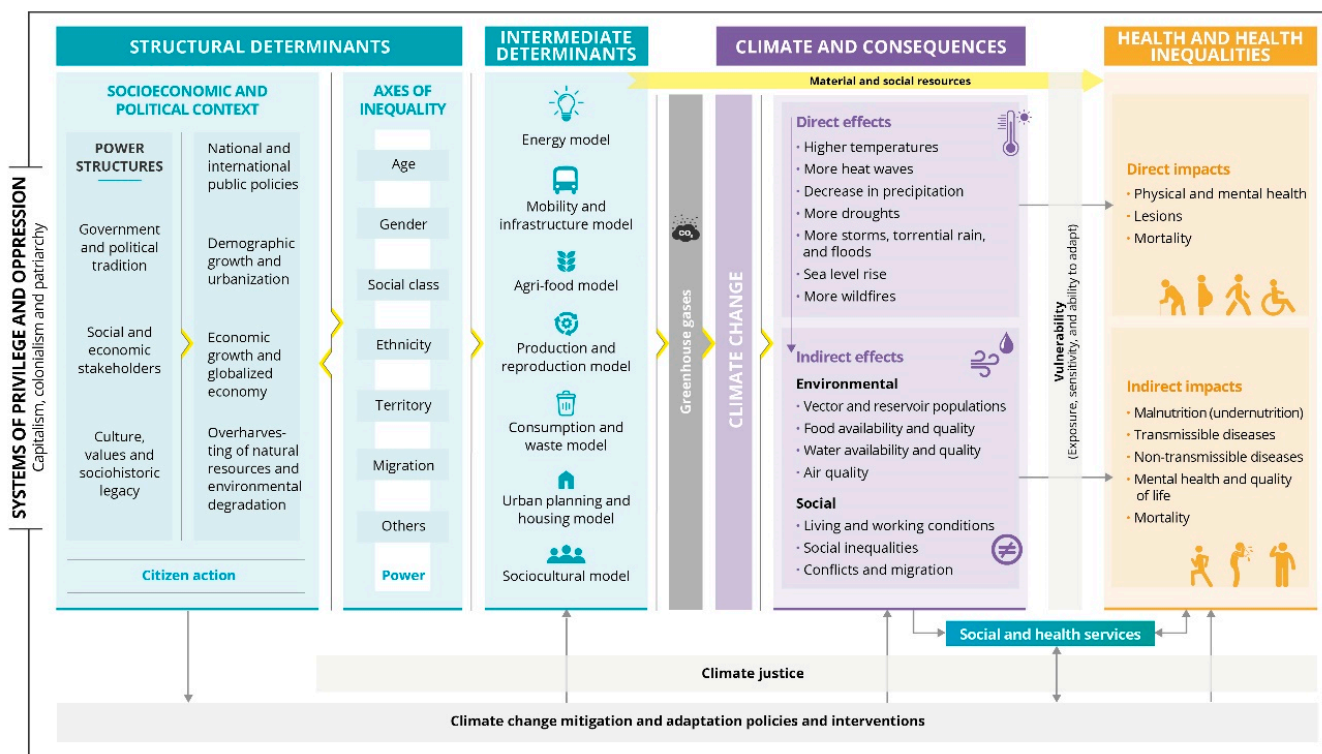 SYSTEMS OF PRIVILEGE AND OPPRESSION
Capitalism, colonialism and patriarchy
STRUCTURAL DETERMINANTS
SOCIOECONOMIC AND
POLITICAL CONTEXT
POWER
STRUCTURES
Government
and political
tradition
Social and
economic
stakeholders
Culture,
values and
sociohistoric
legacy
National and
international
public policies
Demographic
growth and
urbanization
Economic
growth and
globalized
economy
Overharves-
ting of natural
resources and
environmental
degradation
Citizen action
AXES OF
INEQUALITY
Age
Gender
Social class
Ethnicity
Territory
Migration
Others
Power
INTERMEDIATE
DETERMINANTS
Energy model
Mobility and
infrastructure model
Agri-food model
Production and
reproduction model
Consumption and
waste model
Urban planning and
housing model
Sociocultural model
CO₂
Greenhouse gases
CLIMATE CHANGE
CLIMATE AND CONSEQUENCES
Material and social resources
Direct effects
· Higher temperatures
· More heat waves
· Decrease in precipitation
· More droughts
· More storms, torrential rain,
and floods
· Sea level rise
· More wildfires
Indirect effects
Environmental
· Vector and reservoir populations
· Food availability and quality
· Water availability and quality
· Air quality
Social
· Living and working conditions
· Social inequalities
· Conflicts and migration
Vulnerability
(Exposure, sensitivity, and ability to adapt)
HEALTH AND HEALTH
INEQUALITIES
Direct impacts
· Physical and mental health
· Lesions
· Mortality
Indirect impacts
· Malnutrition (undernutrition)
· Transmissible diseases
· Non-transmissible diseases
· Mental health and quality
of life
· Mortality
Social and health services
Climate justice
Climate change mitigation and adaptation policies and interventions